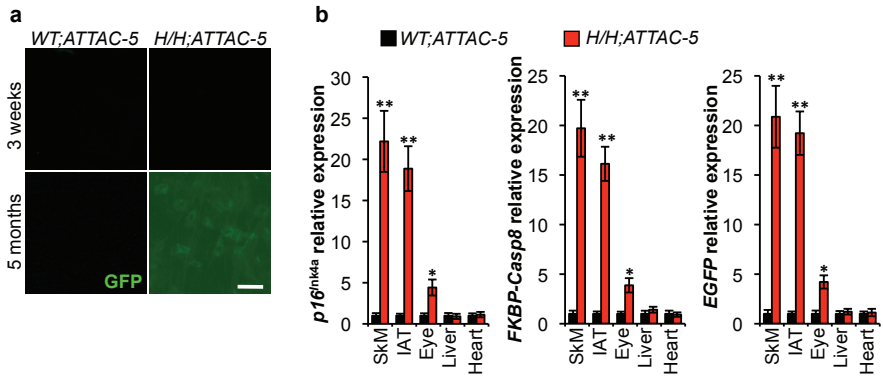 a
WT;ATTAC-5 H/H;ATTAC-5
3 weeks
5 months
GFP
b
WT;ATTAC-5 H/H;ATTAC-5
p16^Ink4a relative expression
30
25
20
15
10
5
0
** ** *
SkM IAT Eye Liver Heart
FKBP-Casp8 relative expression
25
20
15
10
5
0
** ** *
SkM IAT Eye Liver Heart
EGFP relative expression
25
20
15
10
5
0
** ** *
SkM IAT Eye Liver Heart